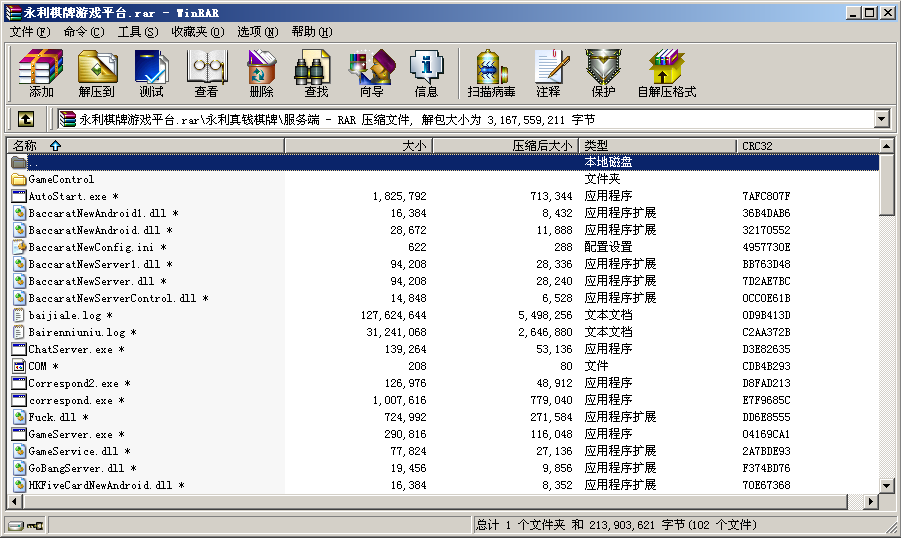 永利棋牌游戏平台.rar - WinRAR
文件(F) 命令(C) 工具(S) 收藏夹(O) 选项(N) 帮助(H)
添加 解压到 测试 查看 删除 查找 向导 信息 扫描病毒 注释 保护 自解压格式
永利棋牌游戏平台.rar\永利真钱棋牌\服务端 - RAR 压缩文件, 解包大小为 3,167,559,211 字节
名称 大小 压缩后大小 类型 CRC32
.. 本地磁盘
GameControl 文件夹
AutoStart.exe * 1,825,792 713,344 应用程序 7AFC807F
BaccaratNewAndroid1.dll * 16,384 8,432 应用程序扩展 36B4DAB6
BaccaratNewAndroid.dll * 28,672 11,888 应用程序扩展 32170552
BaccaratNewConfig.ini * 622 288 配置设置 4957730E
BaccaratNewServer1.dll * 94,208 28,336 应用程序扩展 BB763D48
BaccaratNewServer.dll * 94,208 28,240 应用程序扩展 7D2AE7BC
BaccaratNewServerControl.dll * 14,848 6,528 应用程序扩展 0CC0E61B
baijiale.log * 127,624,644 5,498,256 文本文档 0D9B413D
Bairenniuniu.log * 31,241,068 2,646,880 文本文档 C2AA372B
ChatServer.exe * 139,264 53,136 应用程序 D3E82635
COM * 208 80 文件 CDB4B293
Correspond2.exe * 126,976 48,912 应用程序 D8FAD213
correspond.exe * 1,007,616 779,040 应用程序 E7F9685C
Fuck.dll * 724,992 271,584 应用程序扩展 DD6E8555
GameServer.exe * 290,816 116,048 应用程序 04169CA1
GameService.dll * 77,824 27,136 应用程序扩展 2A7BDE93
GoBangServer.dll * 19,456 9,856 应用程序扩展 F374BD76
HKFiveCardNewAndroid.dll * 16,384 8,352 应用程序扩展 70E67368
总计 1 个文件夹 和 213,903,621 字节(102 个文件)